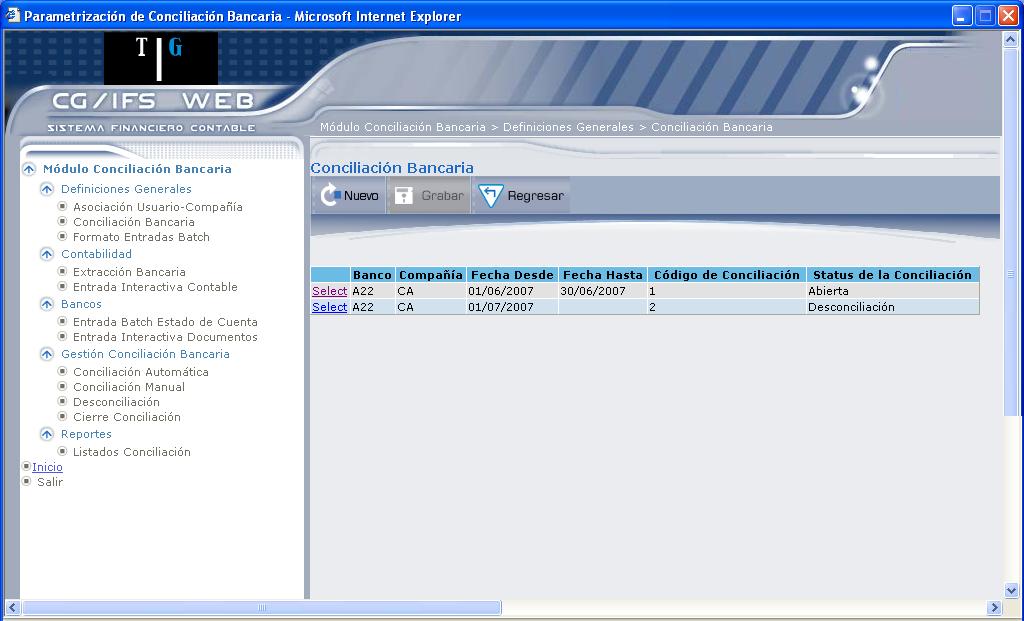 Parametrización de Conciliación Bancaria - Microsoft Internet Explorer
T G
CG/IFS WEB
SISTEMA FINANCIERO CONTABLE
Módulo Conciliación Bancaria > Definiciones Generales > Conciliación Bancaria
Módulo Conciliación Bancaria
Definiciones Generales
Asociación Usuario-Compañía
Conciliación Bancaria
Formato Entradas Batch
Contabilidad
Extracción Bancaria
Entrada Interactiva Contable
Bancos
Entrada Batch Estado de Cuenta
Entrada Interactiva Documentos
Gestión Conciliación Bancaria
Conciliación Automática
Conciliación Manual
Desconciliación
Cierre Conciliación
Reportes
Listados Conciliación
Inicio
Salir
Conciliación Bancaria
Nuevo Grabar Regresar
Banco Compañía Fecha Desde Fecha Hasta Código de Conciliación Status de la Conciliación
Select A22 CA 01/06/2007 30/06/2007 1 Abierta
Select A22 CA 01/07/2007 2 Desconciliación